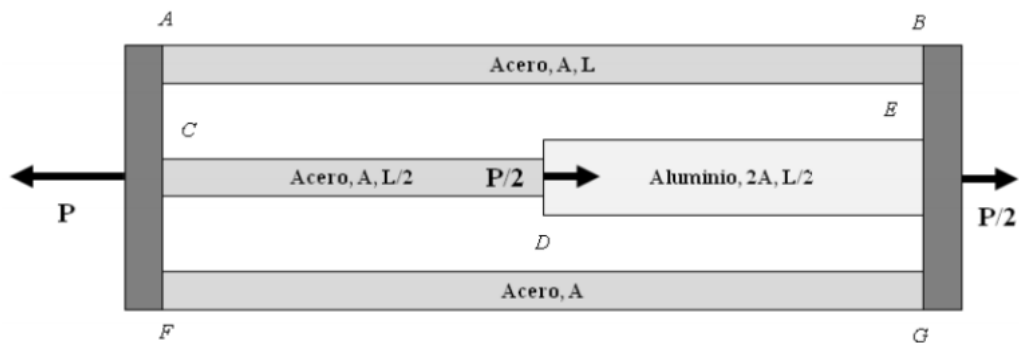 A
B
Acero, A, L
E
C
Acero, A, L/2
P/2
Aluminio, 2A, L/2
P
P/2
D
Acero, A
F
G